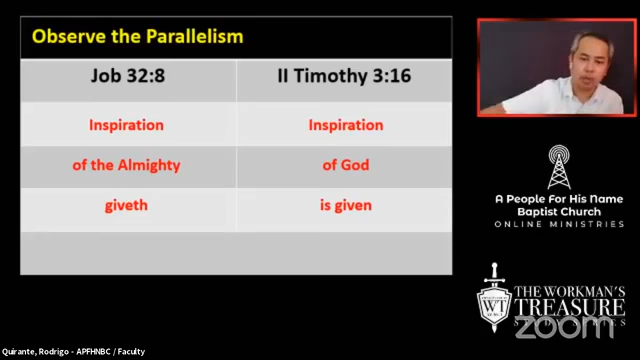 Observe the Parallelism
Job 32:8 II Timothy 3:16
Inspiration Inspiration
of the Almighty of God
giveth is given
A People For His Name
Baptist Church
ONLINE MINISTRIES
WT
THE WORKMAN'S
TREASURE
zoom
Quirante, Rodrigo - APFHNBC / Faculty